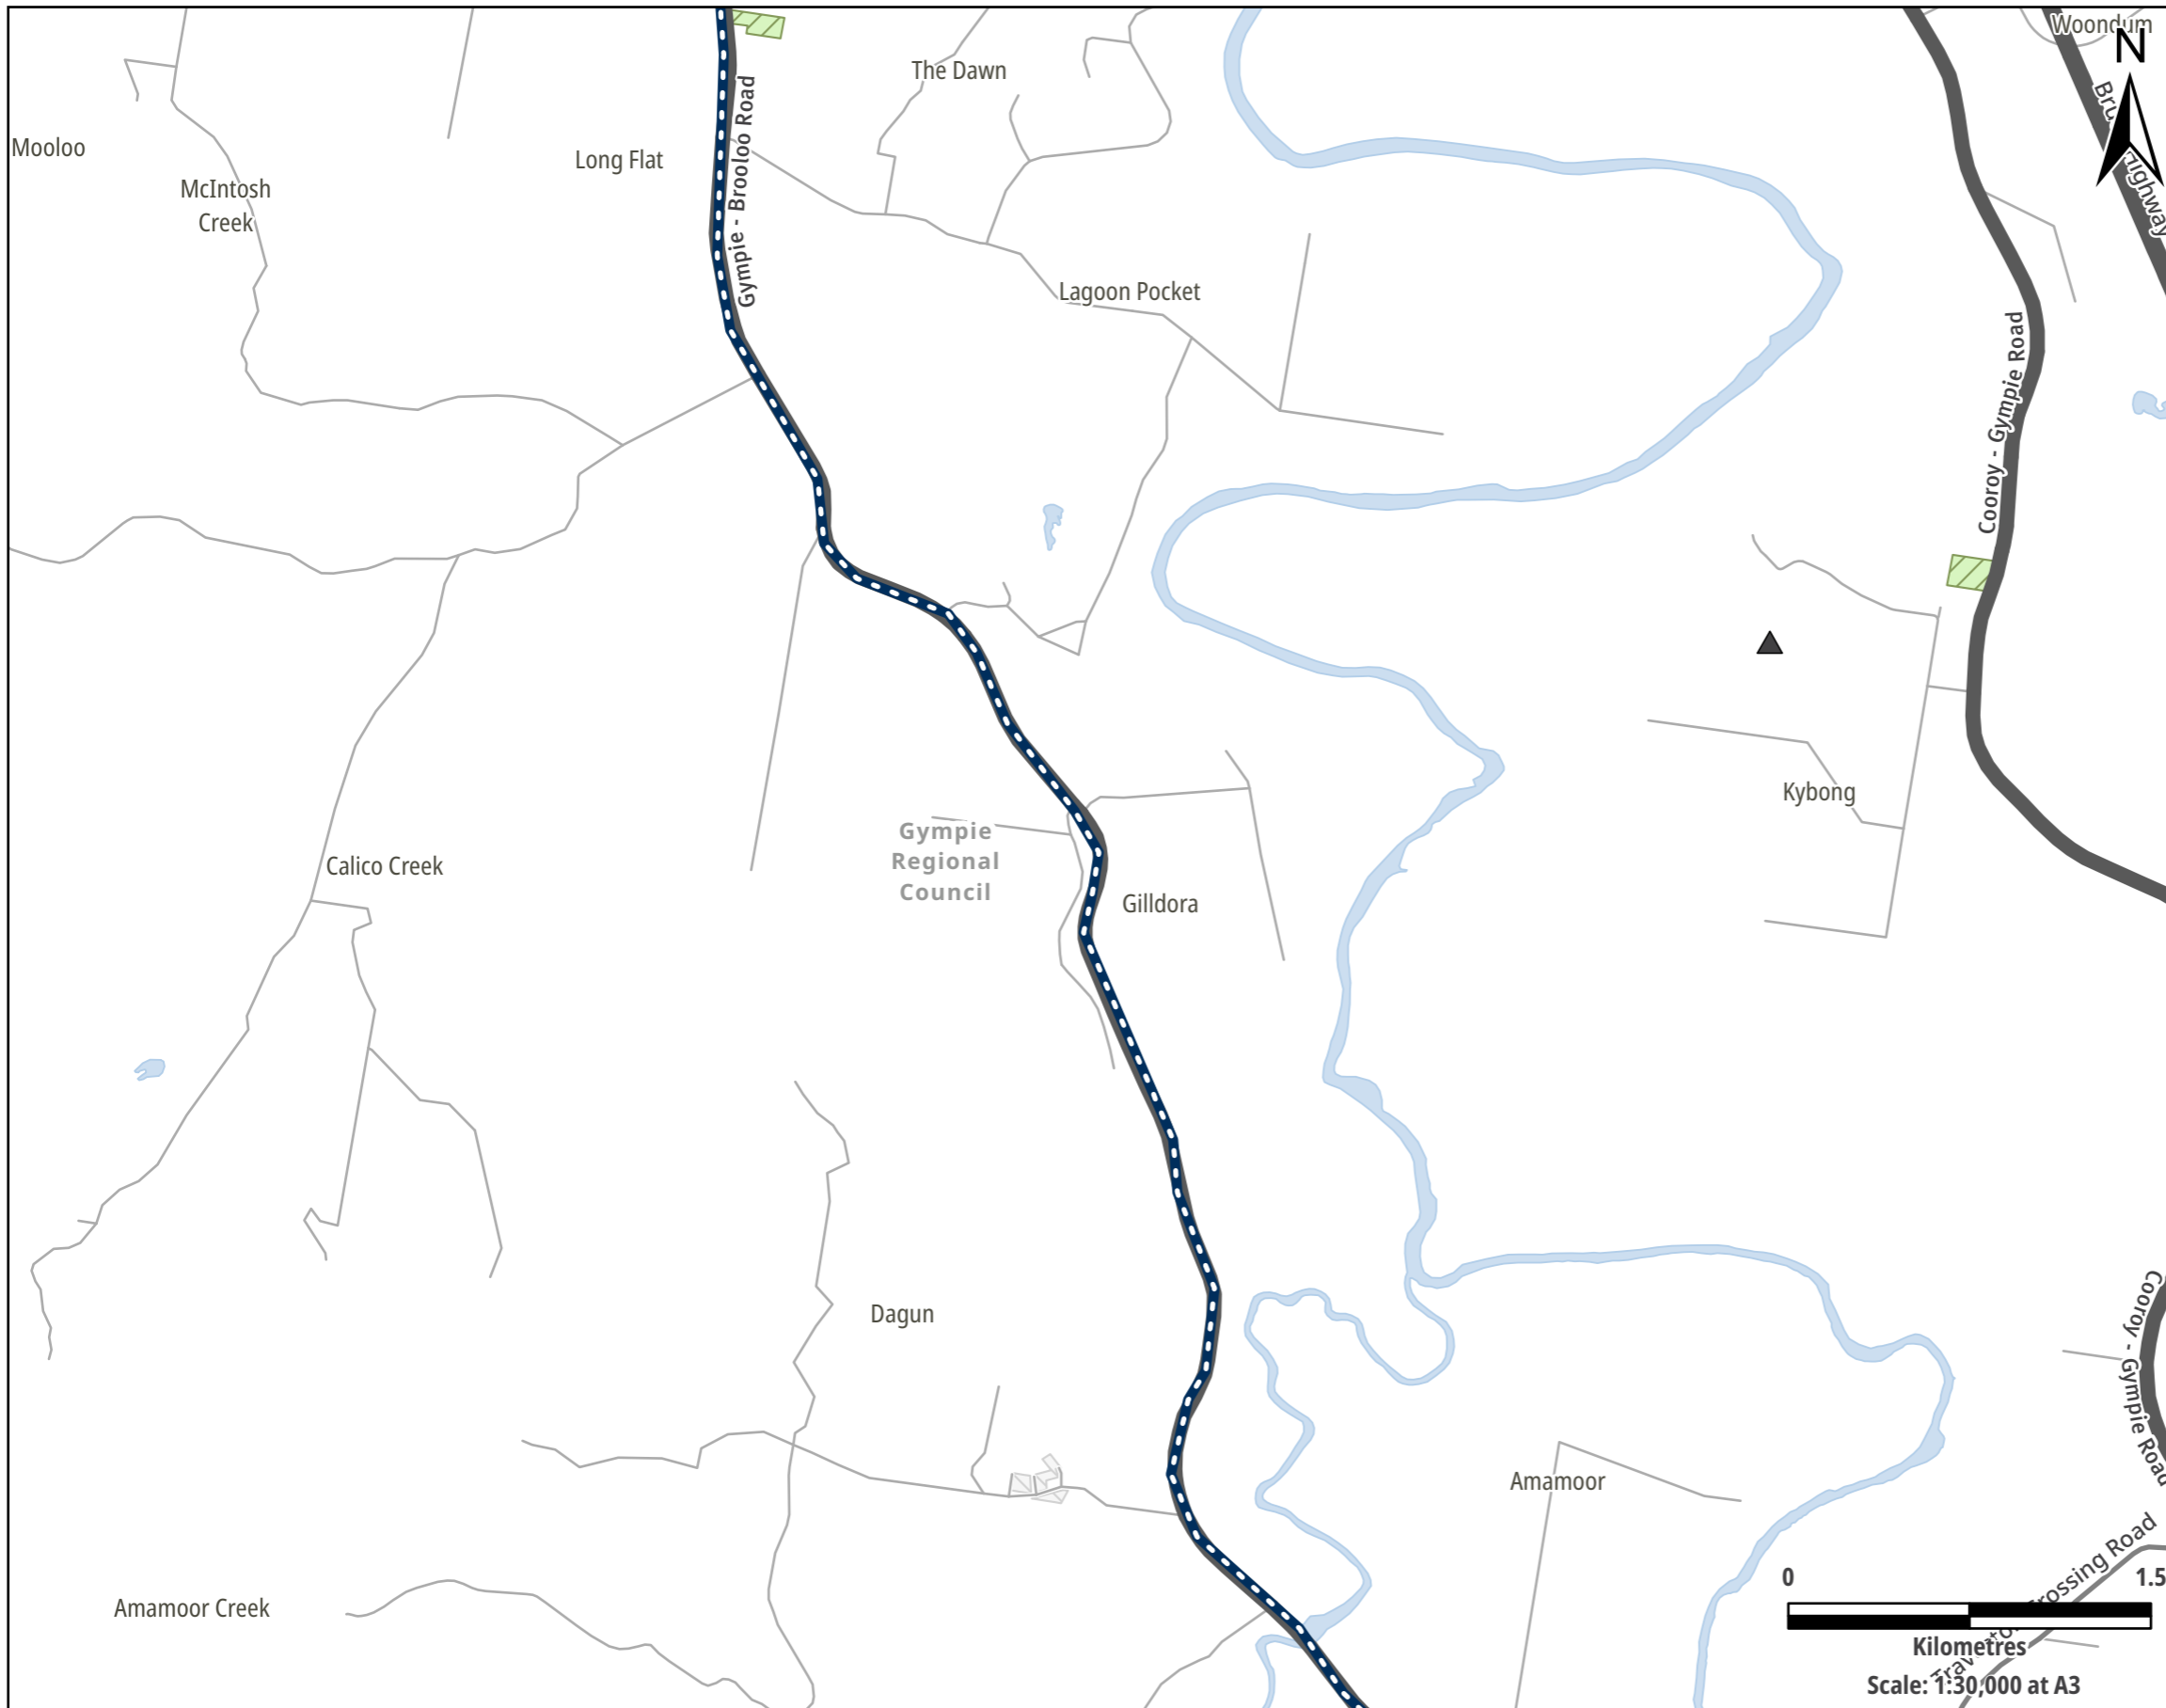 Woondum
N
The Dawn
Gympie - Brooloo Road
Mooloo
Long Flat
McIntosh
Creek
Lagoon Pocket
Cooroy - Gympie Road
Kybong
Gympie
Regional
Council
Calico Creek
Gilldora
Dagun
Cooroy - Gympie Road
Amamoor
Amamoor Creek
0 1.5
Kilometres
Scale: 1:30,000 at A3
Road